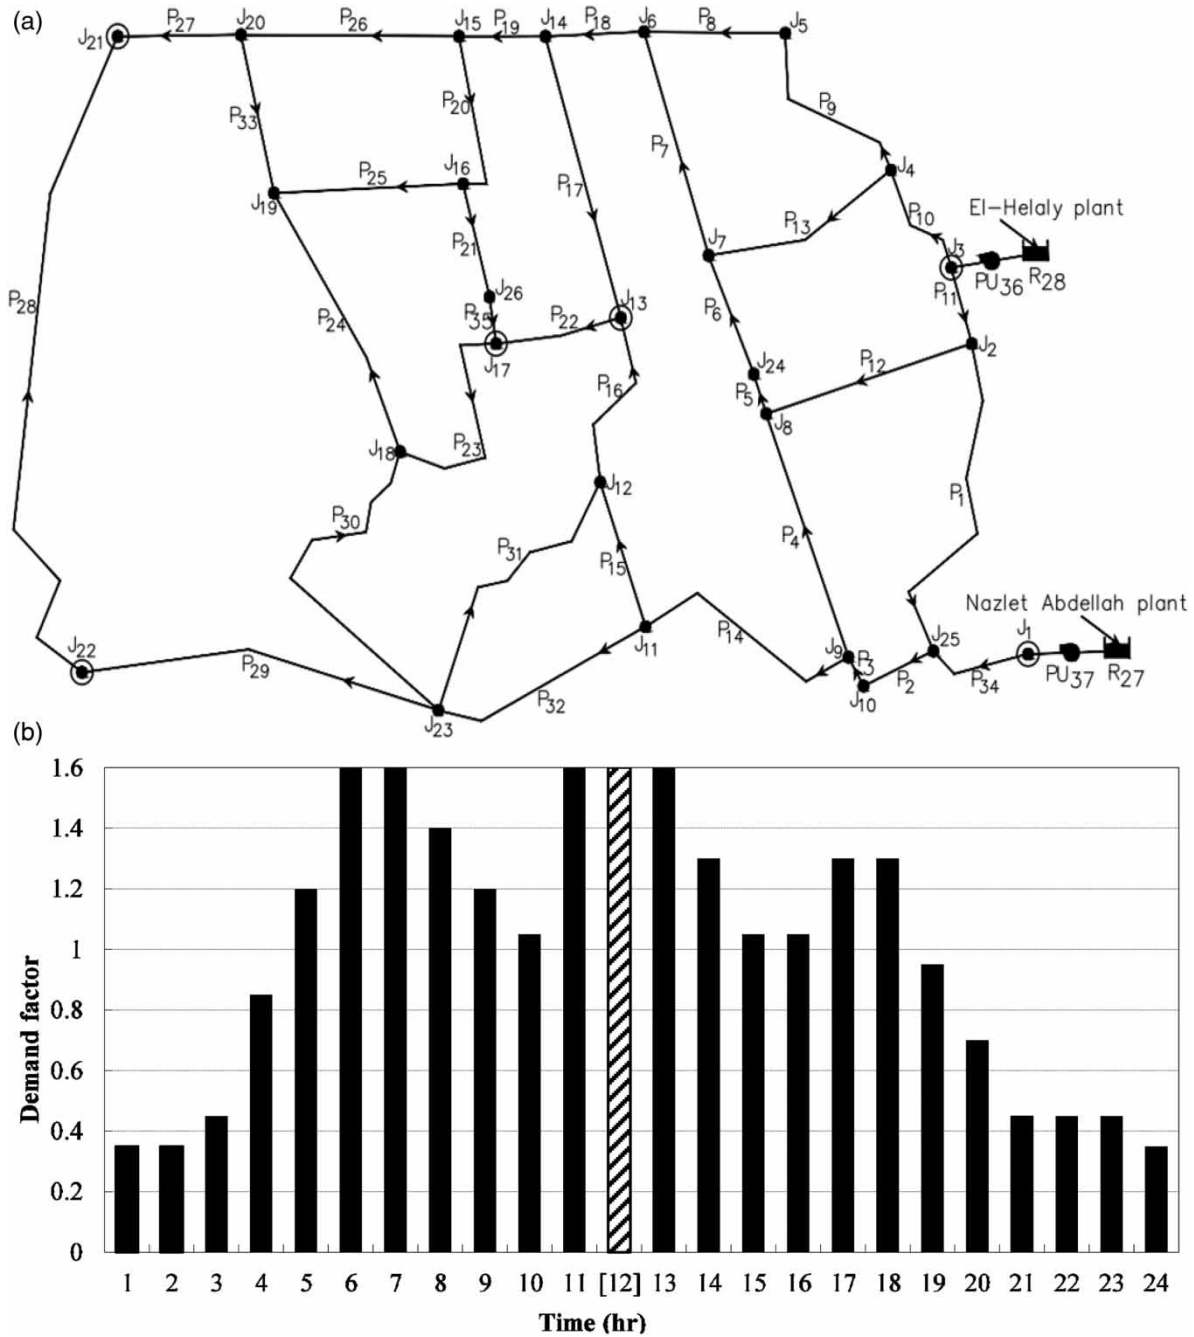 (a)
P27
P26
P19
P18
P8
J21
J20
J15
J14
J6
J5
P33
P20
P9
P7
P17
J4
J16
P25
J19
P10
El–Helaly plant
P13
P21
J7
J3
PU36
R28
P11
P28
P24
J26
J13
P35
P22
P6
J17
J2
P12
J24
P16
P5
J8
J18
P23
J12
P1
P30
P31
P15
P4
Nazlet Abdellah plant
P14
J22
J11
J9
P3
J25
J1
P29
P2
P34
PU37
R27
J10
P32
J23
(b)
1.6
1.4
1.2
1
0.8
0.6
0.4
0.2
0
Demand factor
1 2 3 4 5 6 7 8 9 10 11 [12] 13 14 15 16 17 18 19 20 21 22 23 24
Time (hr)